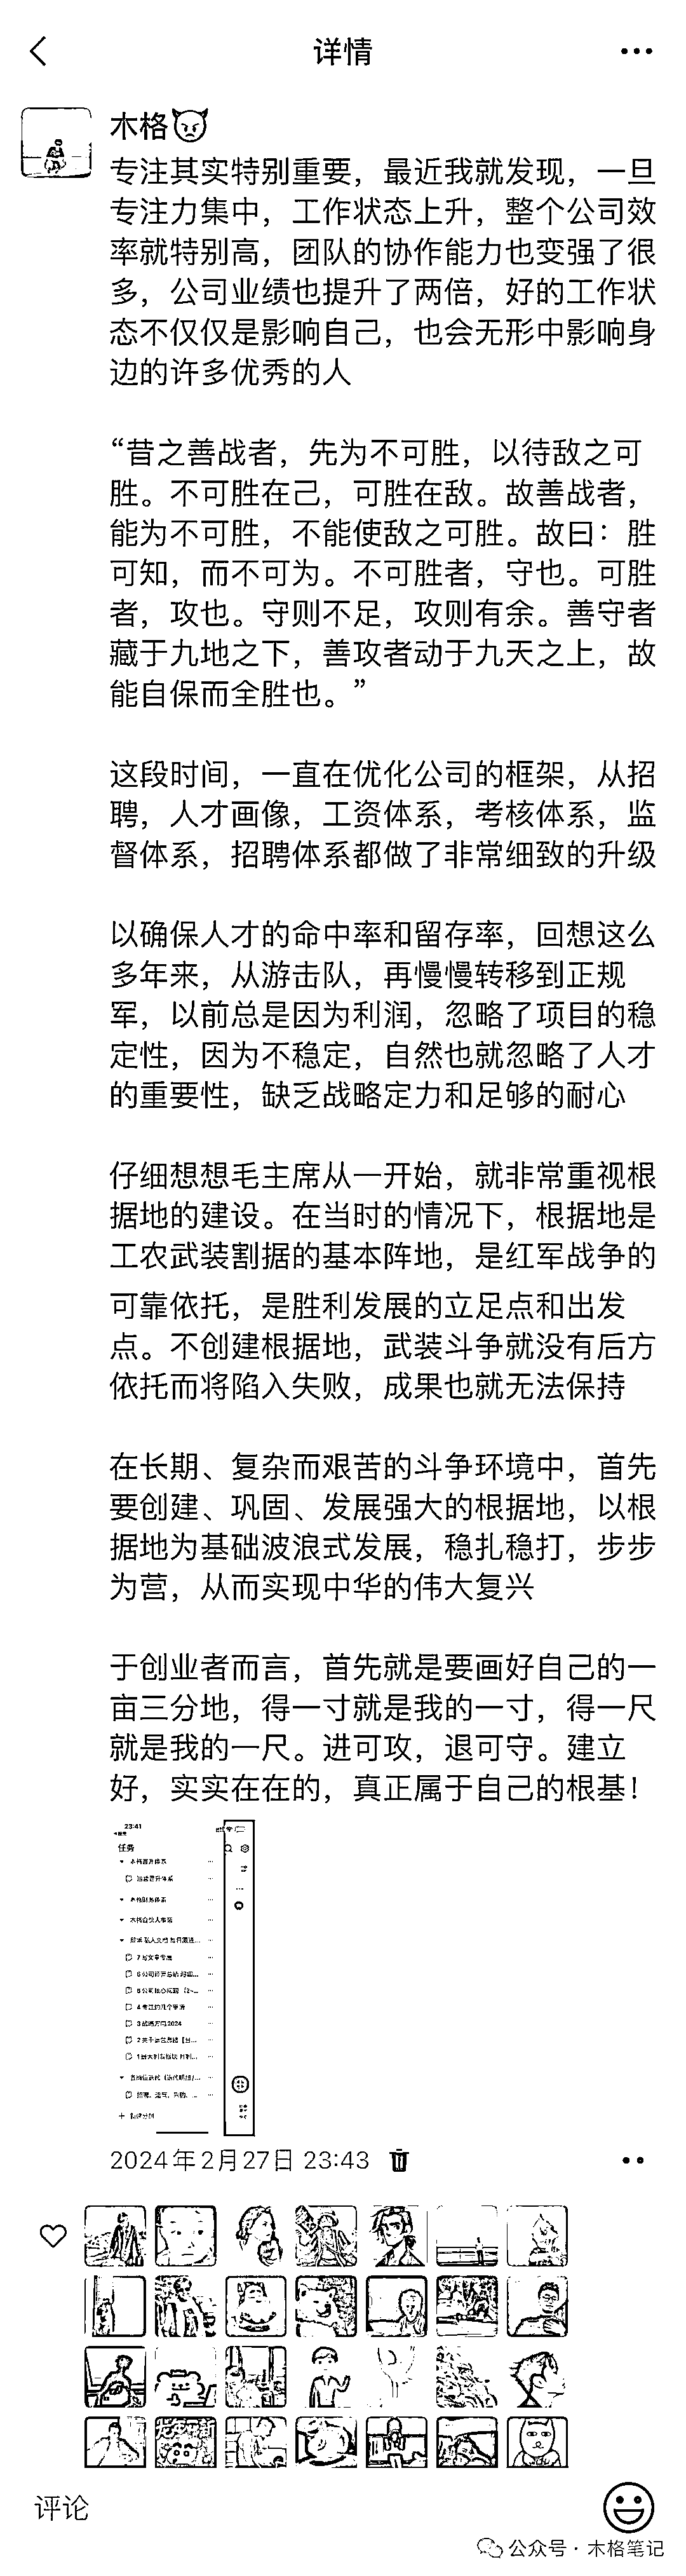 详情
木格
专注其实特别重要，最近我就发现，一旦
专注力集中，工作状态上升，整个公司效
率就特别高，团队的协作能力也变强了很
多，公司业绩也提升了两倍，好的工作状
态不仅仅是影响自己，也会无形中影响身
边的许多优秀的人
“昔之善战者，先为不可胜，以待敌之可
胜。不可胜在己，可胜在敌。故善战者，
能为不可胜，不能使敌之可胜。故曰：胜
可知，而不可为。不可胜者，守也。可胜
者，攻也。守则不足，攻则有余。善守者
藏于九地之下，善攻者动于九天之上，故
能自保而全胜也。”
这段时间，一直在优化公司的框架，从招
聘，人才画像，工资体系，考核体系，监
督体系，招聘体系都做了非常细致的升级
以确保人才的命中率和留存率，回想这么
多年来，从游击队，再慢慢转移到正规
军，以前总是因为利润，忽略了项目的稳
定性，因为不稳定，自然也就忽略了人才
的重要性，缺乏战略定力和足够的耐心
仔细想想毛主席从一开始，就非常重视根
据地的建设。在当时的情况下，根据地是
工农武装割据的基本阵地，是红军战争的
可靠依托，是胜利发展的立足点和出发
点。不创建根据地，武装斗争就没有后方
依托而将陷入失败，成果也就无法保持
在长期、复杂而艰苦的斗争环境中，首先
要创建、巩固、发展强大的根据地，以根
据地为基础波浪式发展，稳扎稳打，步步
为营，从而实现中华的伟大复兴
于创业者而言，首先就是要画好自己的一
亩三分地，得一寸就是我的一寸，得一尺
就是我的一尺。进可攻，退可守。建立
好，实实在在的，真正属于自己的根基！
23:41
任务
2024年2月27日 23:43
评论
公众号·木格笔记